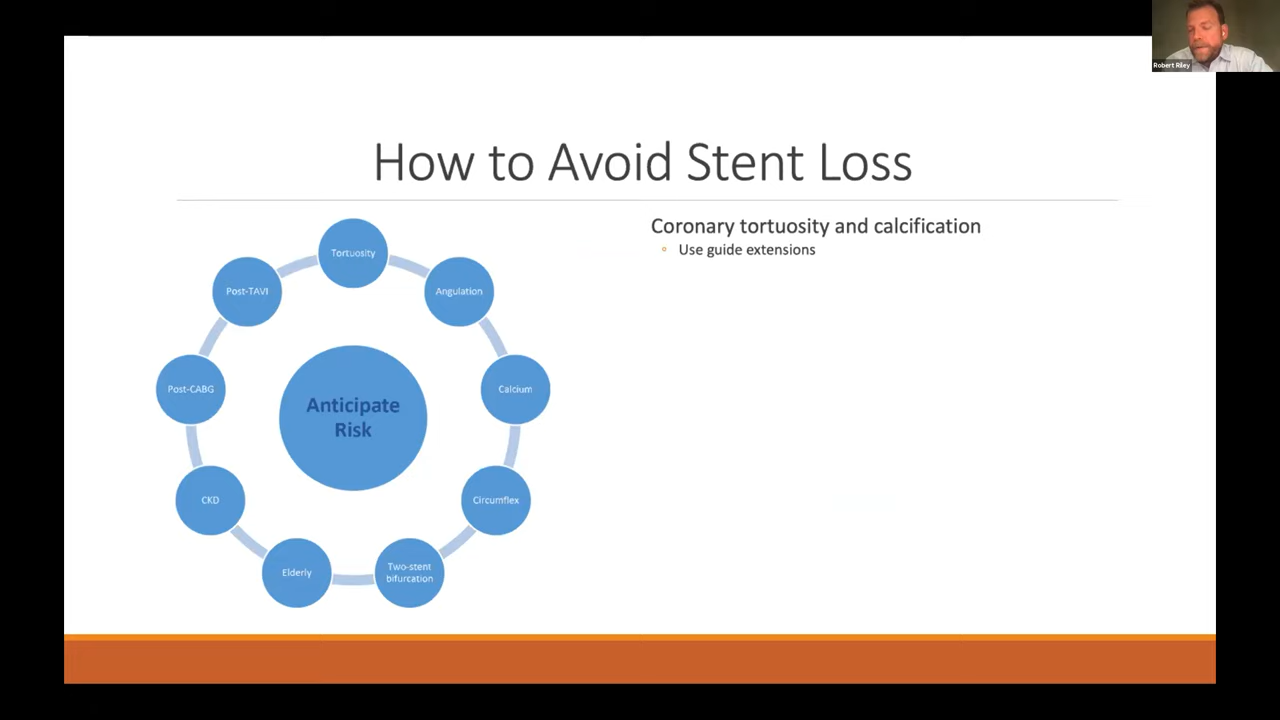 Robert Riley
How to Avoid Stent Loss
Coronary tortuosity and calcification
Use guide extensions
Tortuosity
Angulation
Calcium
Circumflex
Two-stent
bifurcation
Elderly
CKD
Post-CABG
Post-TAVI
Anticipate
Risk